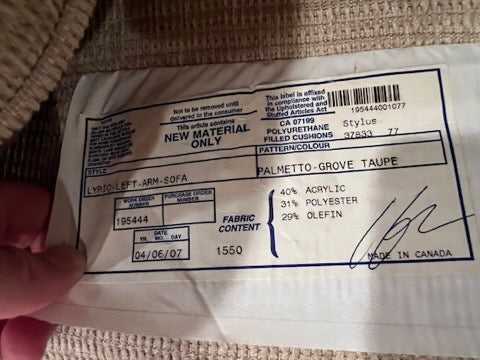 Not to be removed until
delivered to the consumer
This article contains
NEW MATERIAL
ONLY
This label is affixed
in compliance with
the Upholstered and
Stuffed Articles Act
195444001077
CA 07199
Stylus
POLYURETHANE
FILLED CUSHIONS
37833 77
STYLE
PATTERN/COLOUR
LYRIC-LEFT-ARM-SOFA
PALMETTO-GROVE TAUPE
WORK ORDER
NUMBER
PURCHASE ORDER
NUMBER
195444
FABRIC
CONTENT
40% ACRYLIC
31% POLYESTER
29% OLEFIN
DATE
YR. MO. DAY
04/06/07
1550
MADE IN CANADA